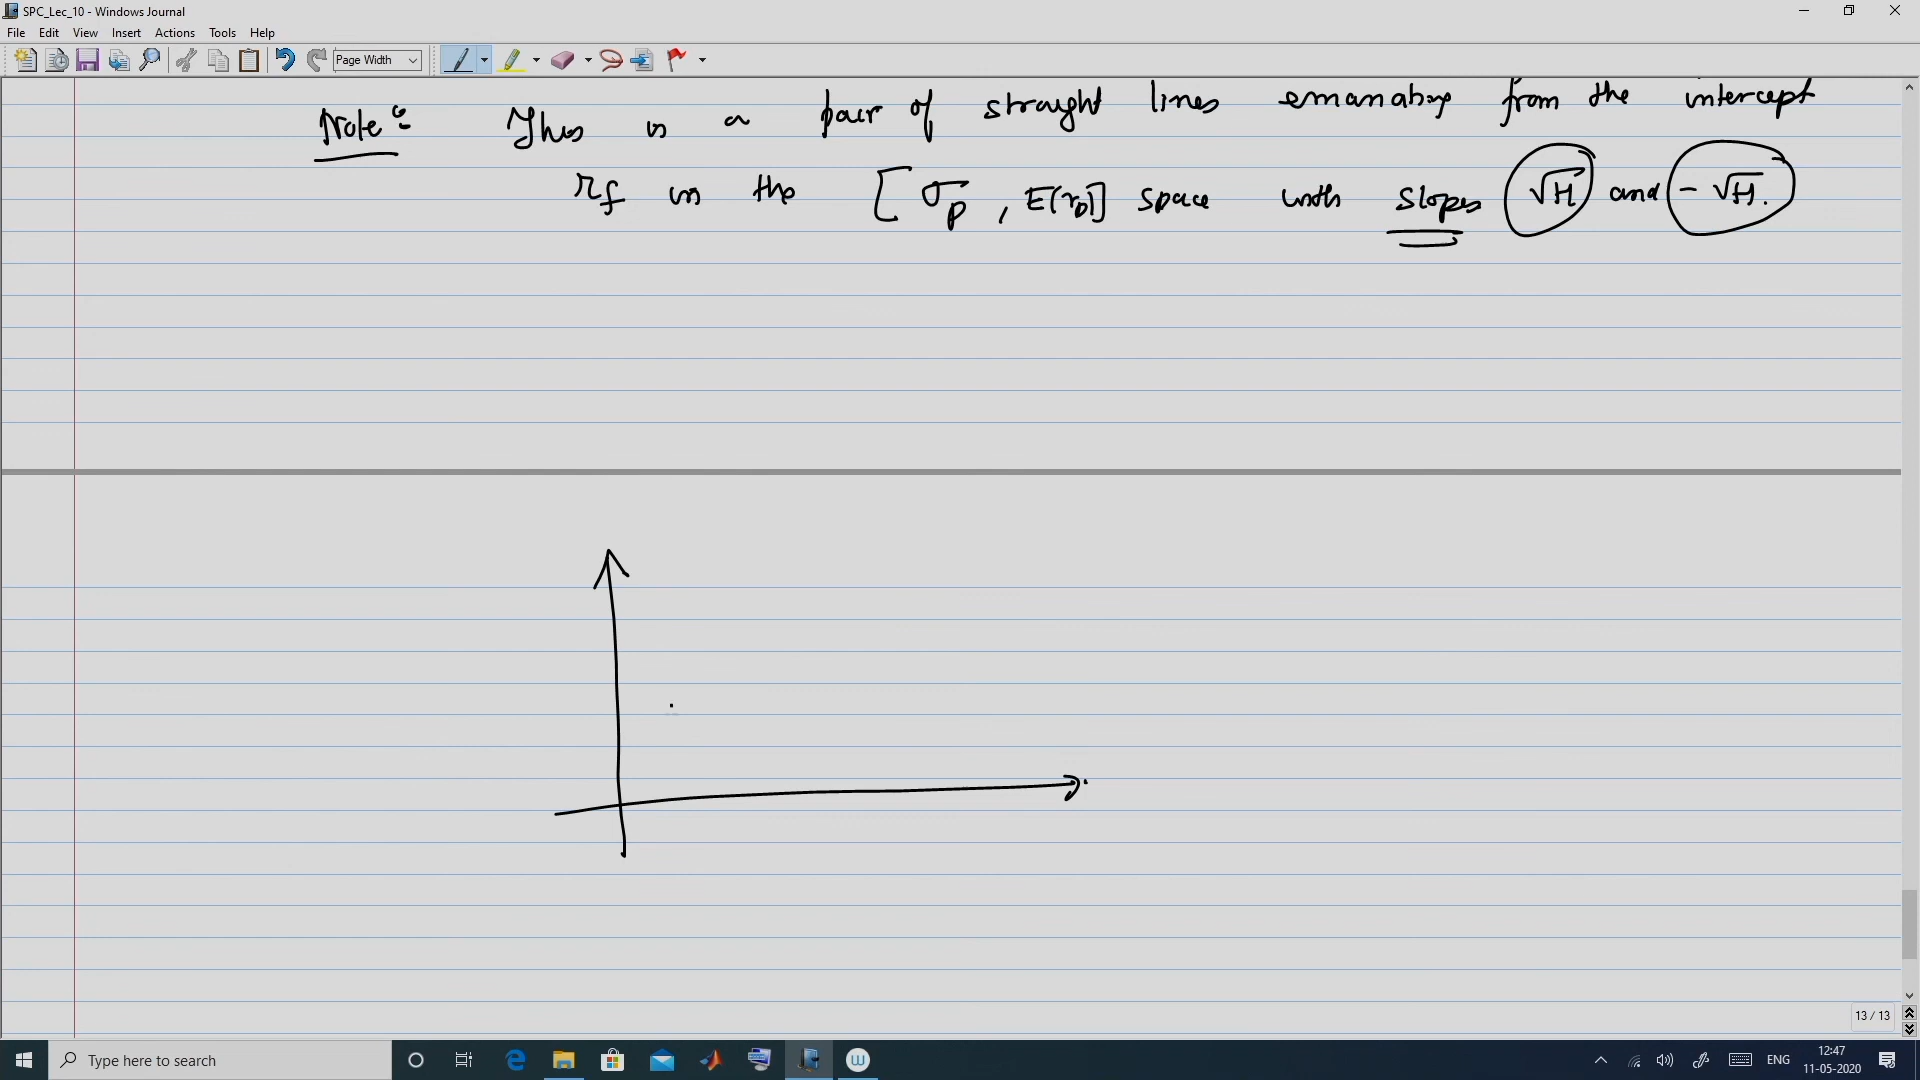 SPC_Lec_10 - Windows Journal
File Edit View Insert Actions Tools Help
Page Width
Note: This is a pair of straight lines emanating from the intercept
rf in the [σp, E(rp)] space with slopes √H and -√H.
13 / 13
Type here to search
ENG
12:47
11-05-2020